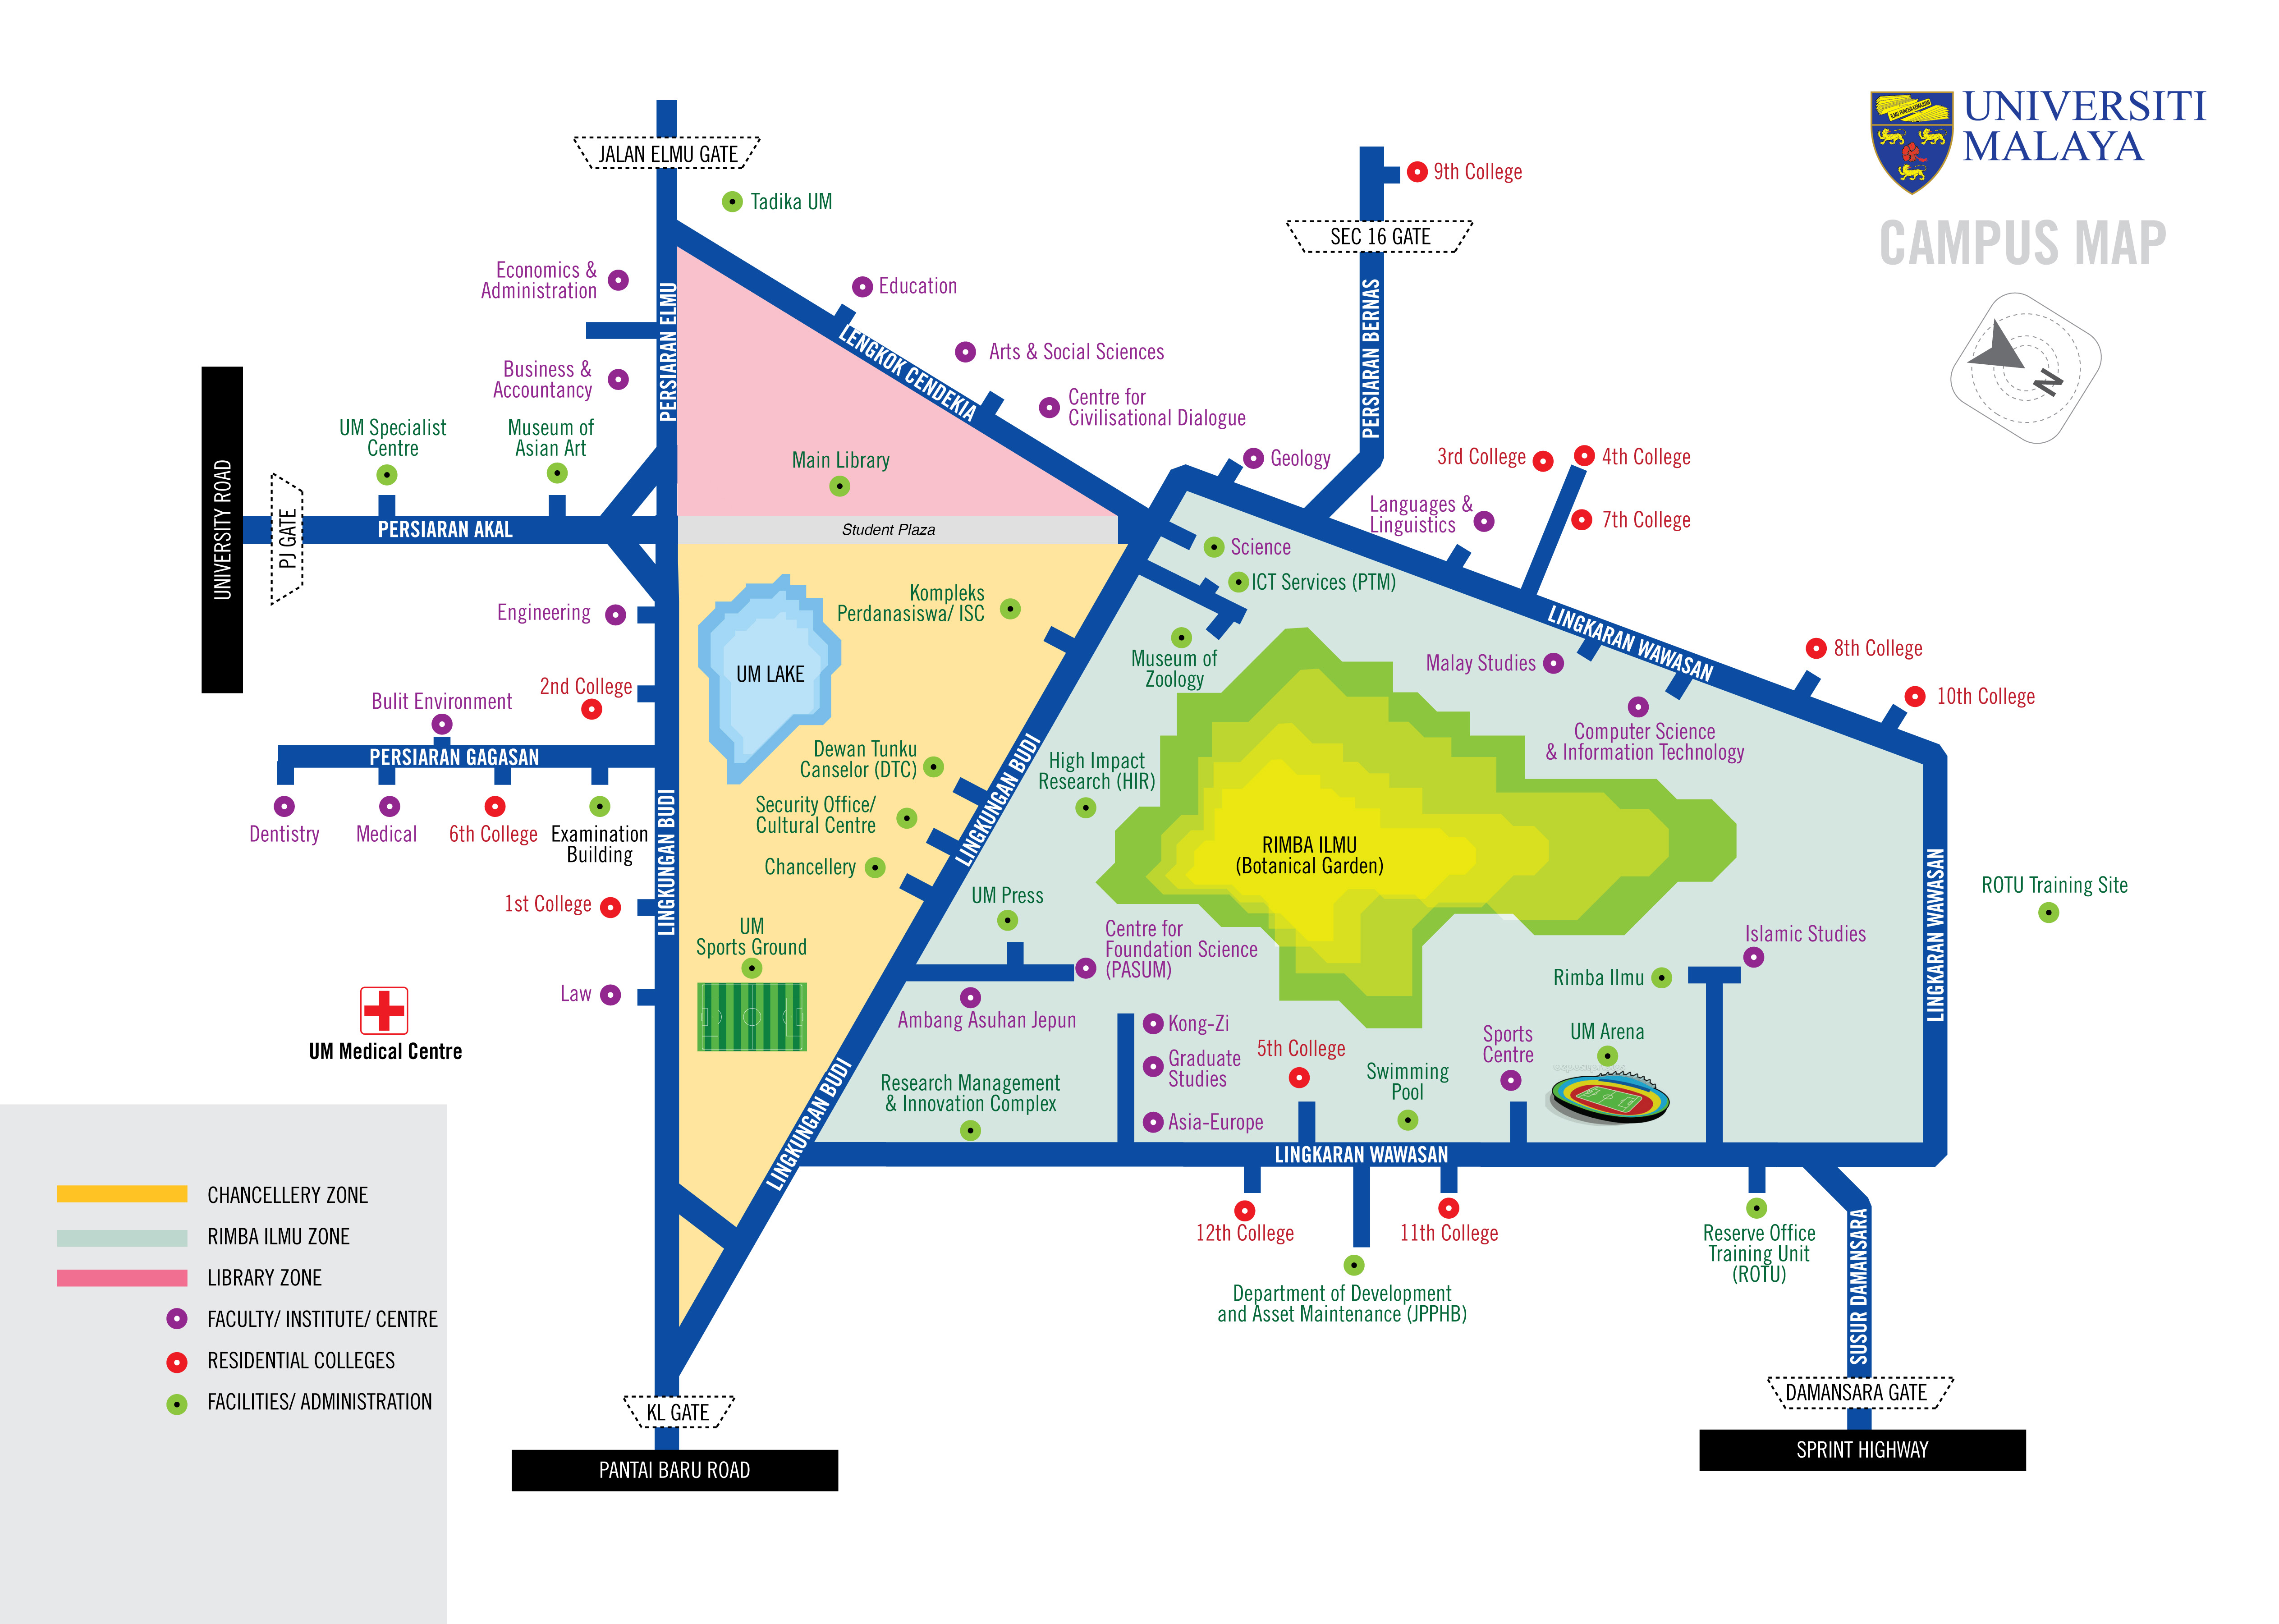 UNIVERSITI
MALAYA
CAMPUS MAP
N
JALAN ELMU GATE
Tadika UM
9th College
SEC 16 GATE
Economics &
Administration
Education
PERSIARAN ELMU
PERSIARAN BERNAS
LENGKOK CENDEKIA
Arts & Social Sciences
Business &
Accountancy
Centre for
Civilisational Dialogue
UM Specialist
Centre
Museum of
Asian Art
Main Library
Geology
3rd College
4th College
7th College
Languages &
Linguistics
UNIVERSITY ROAD
PJ GATE
PERSIARAN AKAL
Student Plaza
Science
ICT Services (PTM)
Engineering
Kompleks
Perdanasiswa/ ISC
UM LAKE
Museum of
Zoology
Malay Studies
LINGKARAN WAWASAN
8th College
10th College
2nd College
Bulit Environment
PERSIARAN GAGASAN
Computer Science
& Information Technology
Dewan Tunku
Canselor (DTC)
LINGKUNGAN BUDI
High Impact
Research (HIR)
Security Office/
Cultural Centre
Dentistry
Medical
6th College
Examination
Building
LINGKUNGAN BUDI
Chancellery
RIMBA ILMU
(Botanical Garden)
LINGKARAN WAWASAN
ROTU Training Site
1st College
UM Press
UM
Sports Ground
Centre for
Foundation Science
(PASUM)
Islamic Studies
Rimba Ilmu
Law
Ambang Asuhan Jepun
Kong-Zi
Graduate
Studies
Asia-Europe
5th College
Swimming
Pool
Sports
Centre
UM Arena
UM Medical Centre
Research Management
& Innovation Complex
LINGKUNGAN BUDI
LINGKARAN WAWASAN
12th College
11th College
Department of Development
and Asset Maintenance (JPPHB)
Reserve Office
Training Unit
(ROTU)
SUSUR DAMANSARA
DAMANSARA GATE
SPRINT HIGHWAY
KL GATE
PANTAI BARU ROAD
CHANCELLERY ZONE
RIMBA ILMU ZONE
LIBRARY ZONE
FACULTY/ INSTITUTE/ CENTRE
RESIDENTIAL COLLEGES
FACILITIES/ ADMINISTRATION